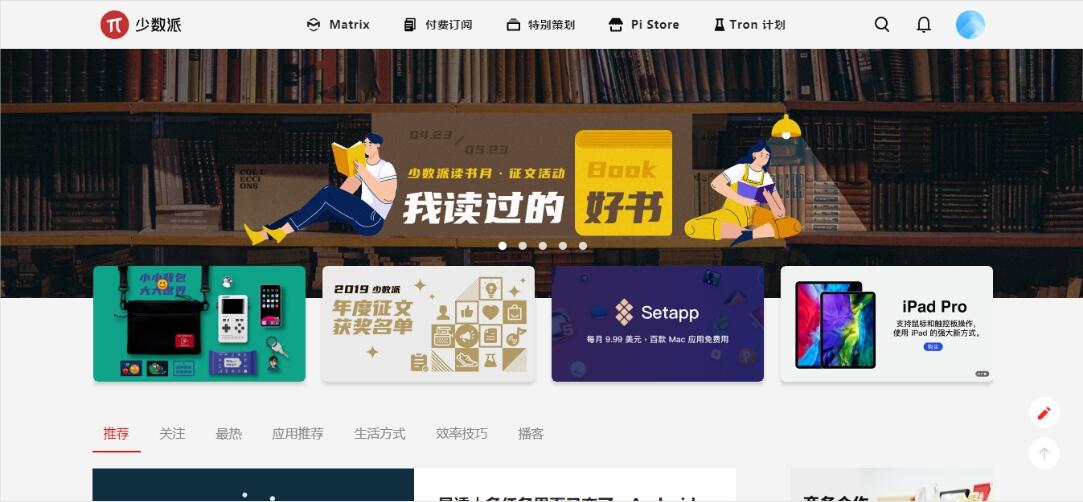 少数派
Matrix
付费订阅
特别策划
Pi Store
Tron 计划
04.23
05.23
COL·L
ECCI
ONS
少数派读书月·征文活动
我读过的
Book
好书
小小背包
大大世界
2019 少数派
年度征文
获奖名单
Setapp
每月 9.99 美元,百款 Mac 应用免费用
iPad Pro
支持鼠标和触控板操作,
使用 iPad 的强大新方式。
购买
推荐
关注
最热
应用推荐
生活方式
效率技巧
播客